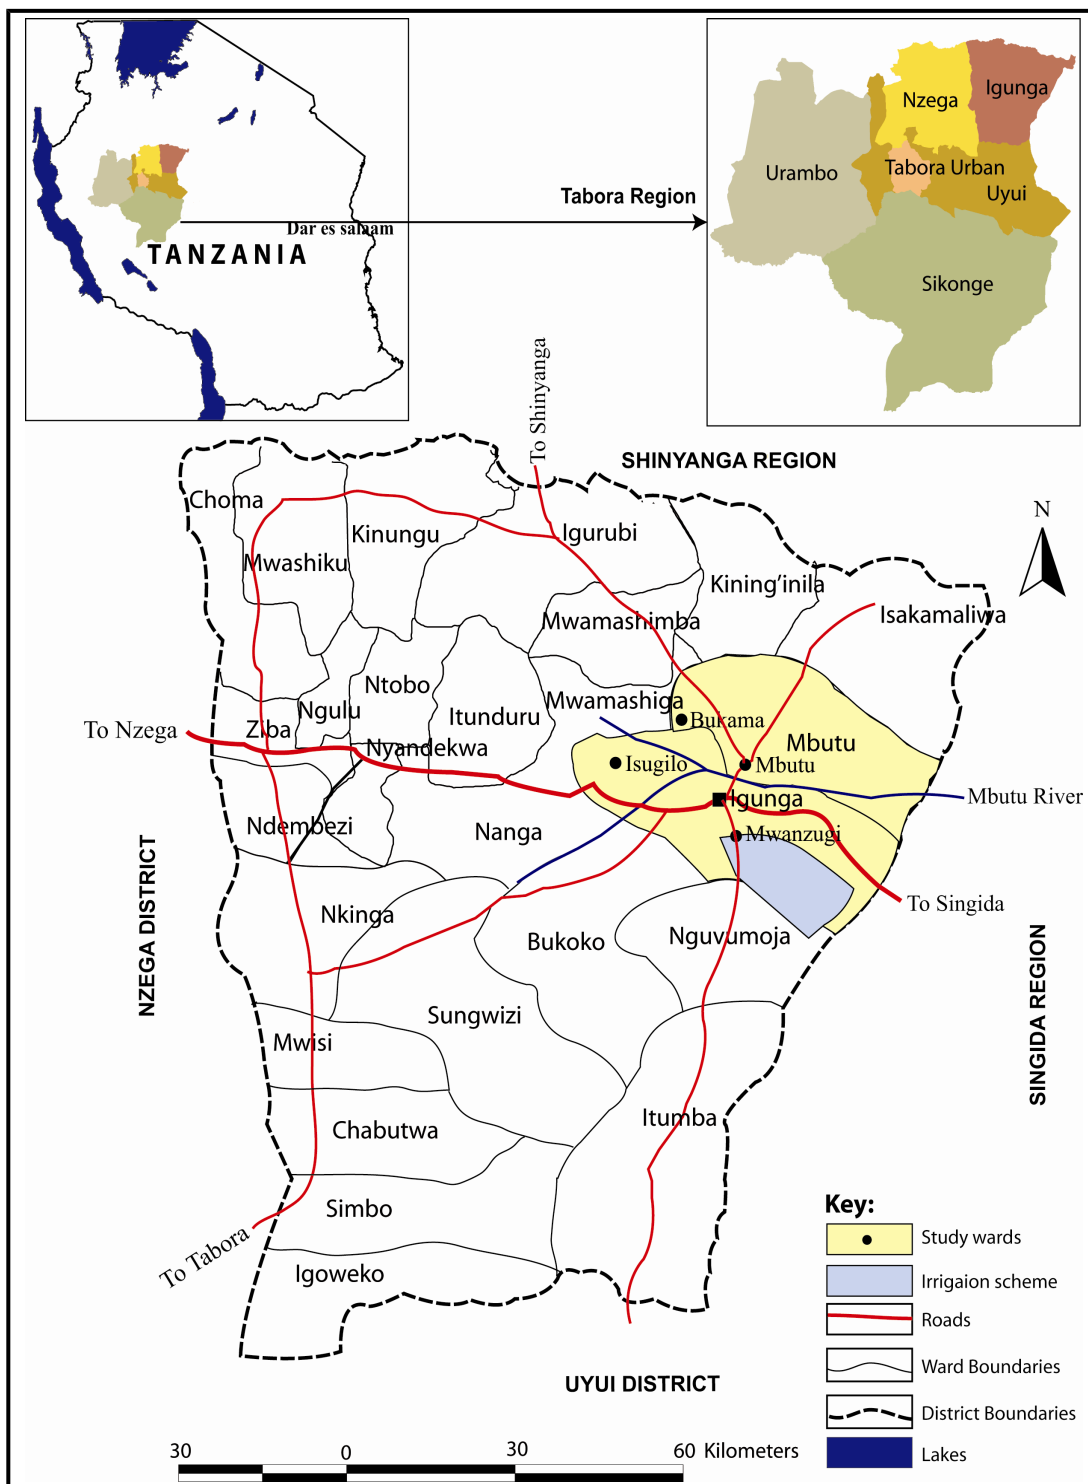 Dar es salaam
TANZANIA
Tabora Region
Nzega
Igunga
Urambo
Tabora Urban
Uyui
Sikonge
To Shinyanga
SHINYANGA REGION
N
Choma
Kinungu
Igurubi
Mwashiku
Kining'inila
Isakamaliwa
Mwamashimba
Ntobo
Mwamashiga
Ngulu
Itunduru
Bukama
To Nzega
Ziba
Nyandekwa
Mbutu
Isugilo
Mbutu
Igunga
Mbutu River
Ndembezi
Nanga
Mwanzugi
NZEGA DISTRICT
Nkinga
To Singida
Bukoko
Nguvumoja
SINGIDA REGION
Sungwizi
Mwisi
Itumba
Chabutwa
Simbo
To Tabora
Igoweko
UYUI DISTRICT
Key:
Study wards
Irrigaion scheme
Roads
Ward Boundaries
District Boundaries
Lakes
30 0 30 60 Kilometers